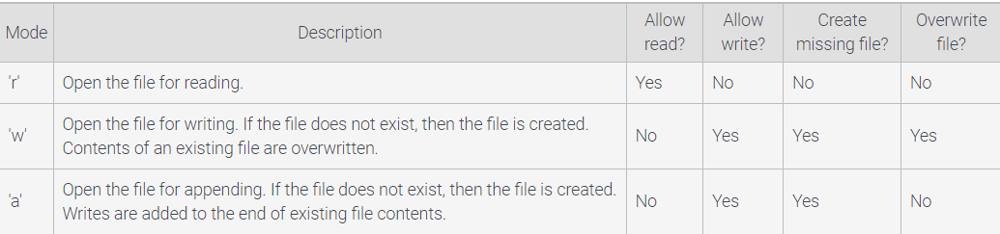 Mode Description Allow read? Allow write? Create missing file? Overwrite file?
'r' Open the file for reading. Yes No No No
'w' Open the file for writing. If the file does not exist, then the file is created. No Yes Yes Yes
Contents of an existing file are overwritten.
'a' Open the file for appending. If the file does not exist, then the file is created. No Yes Yes No
Writes are added to the end of existing file contents.